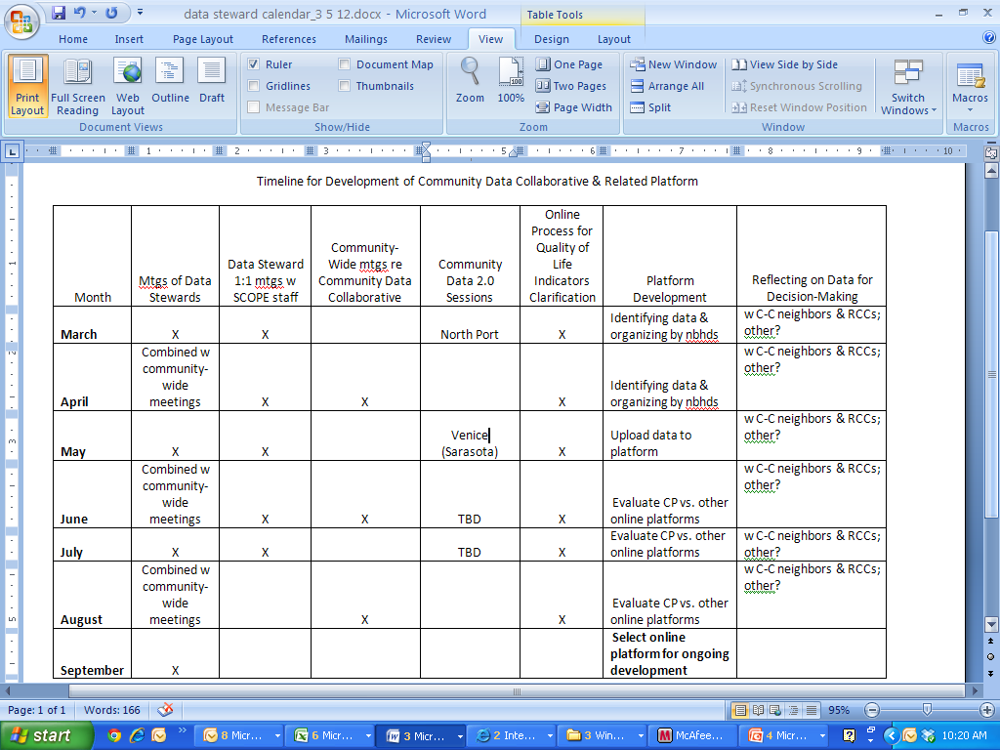 data steward calendar_3 5 12.docx - Microsoft Word
Table Tools
Home Insert Page Layout References Mailings Review View Design Layout
Print Layout
Full Screen Reading
Web Layout
Outline
Draft
Document Views
Ruler
Gridlines
Message Bar
Document Map
Thumbnails
Show/Hide
Zoom
100%
One Page
Two Pages
Page Width
Zoom
New Window
Arrange All
Split
View Side by Side
Synchronous Scrolling
Reset Window Position
Window
Switch Windows
Macros
Macros
1 2 3 5 6 7 8 9 10
Timeline for Development of Community Data Collaborative & Related Platform
Month
Mtgs of Data
Stewards
Data Steward
1:1 mtgs w
SCOPE staff
Community-
Wide mtgs re
Community Data
Collaborative
Community
Data 2.0
Sessions
Online
Process for
Quality of
Life
Indicators
Clarification
Platform
Development
Reflecting on Data for
Decision-Making
March
X
X
North Port
X
Identifying data &
organizing by nbhds
w C-C neighbors & RCCs;
other?
April
Combined w
community-
wide
meetings
X
X
X
Identifying data &
organizing by nbhds
w C-C neighbors & RCCs;
other?
May
X
X
Venice
(Sarasota)
X
Upload data to
platform
w C-C neighbors & RCCs;
other?
June
Combined w
community-
wide
meetings
X
X
TBD
X
Evaluate CP vs. other
online platforms
w C-C neighbors & RCCs;
other?
July
X
X
TBD
X
Evaluate CP vs. other
online platforms
w C-C neighbors & RCCs;
other?
August
Combined w
community-
wide
meetings
X
X
Evaluate CP vs. other
online platforms
w C-C neighbors & RCCs;
other?
September
X
Select online
platform for ongoing
development
Page: 1 of 1 Words: 166 95%
start 8 Micr... 6 Micr... 3 Micr... 2 Inte... 3 Win... McAfee... 4 Micr... 10:20 AM